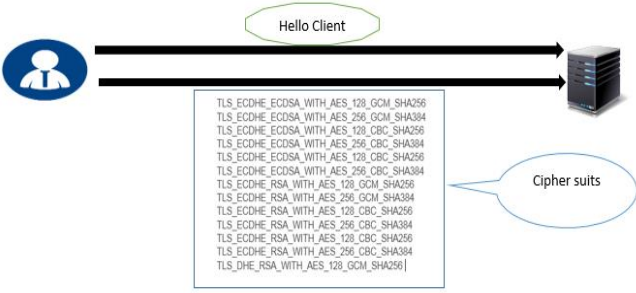 Hello Client
TLS_ECDHE_ECDSA_WITH_AES_128_GCM_SHA256
TLS_ECDHE_ECDSA_WITH_AES_256_GCM_SHA384
TLS_ECDHE_ECDSA_WITH_AES_128_CBC_SHA256
TLS_ECDHE_ECDSA_WITH_AES_256_CBC_SHA384
TLS_ECDHE_ECDSA_WITH_AES_128_CBC_SHA256
TLS_ECDHE_ECDSA_WITH_AES_256_CBC_SHA384
TLS_ECDHE_RSA_WITH_AES_128_GCM_SHA256
TLS_ECDHE_RSA_WITH_AES_256_GCM_SHA384
TLS_ECDHE_RSA_WITH_AES_128_CBC_SHA256
TLS_ECDHE_RSA_WITH_AES_256_CBC_SHA384
TLS_ECDHE_RSA_WITH_AES_128_CBC_SHA256
TLS_ECDHE_RSA_WITH_AES_256_CBC_SHA384
TLS_DHE_RSA_WITH_AES_128_GCM_SHA256
Cipher suits